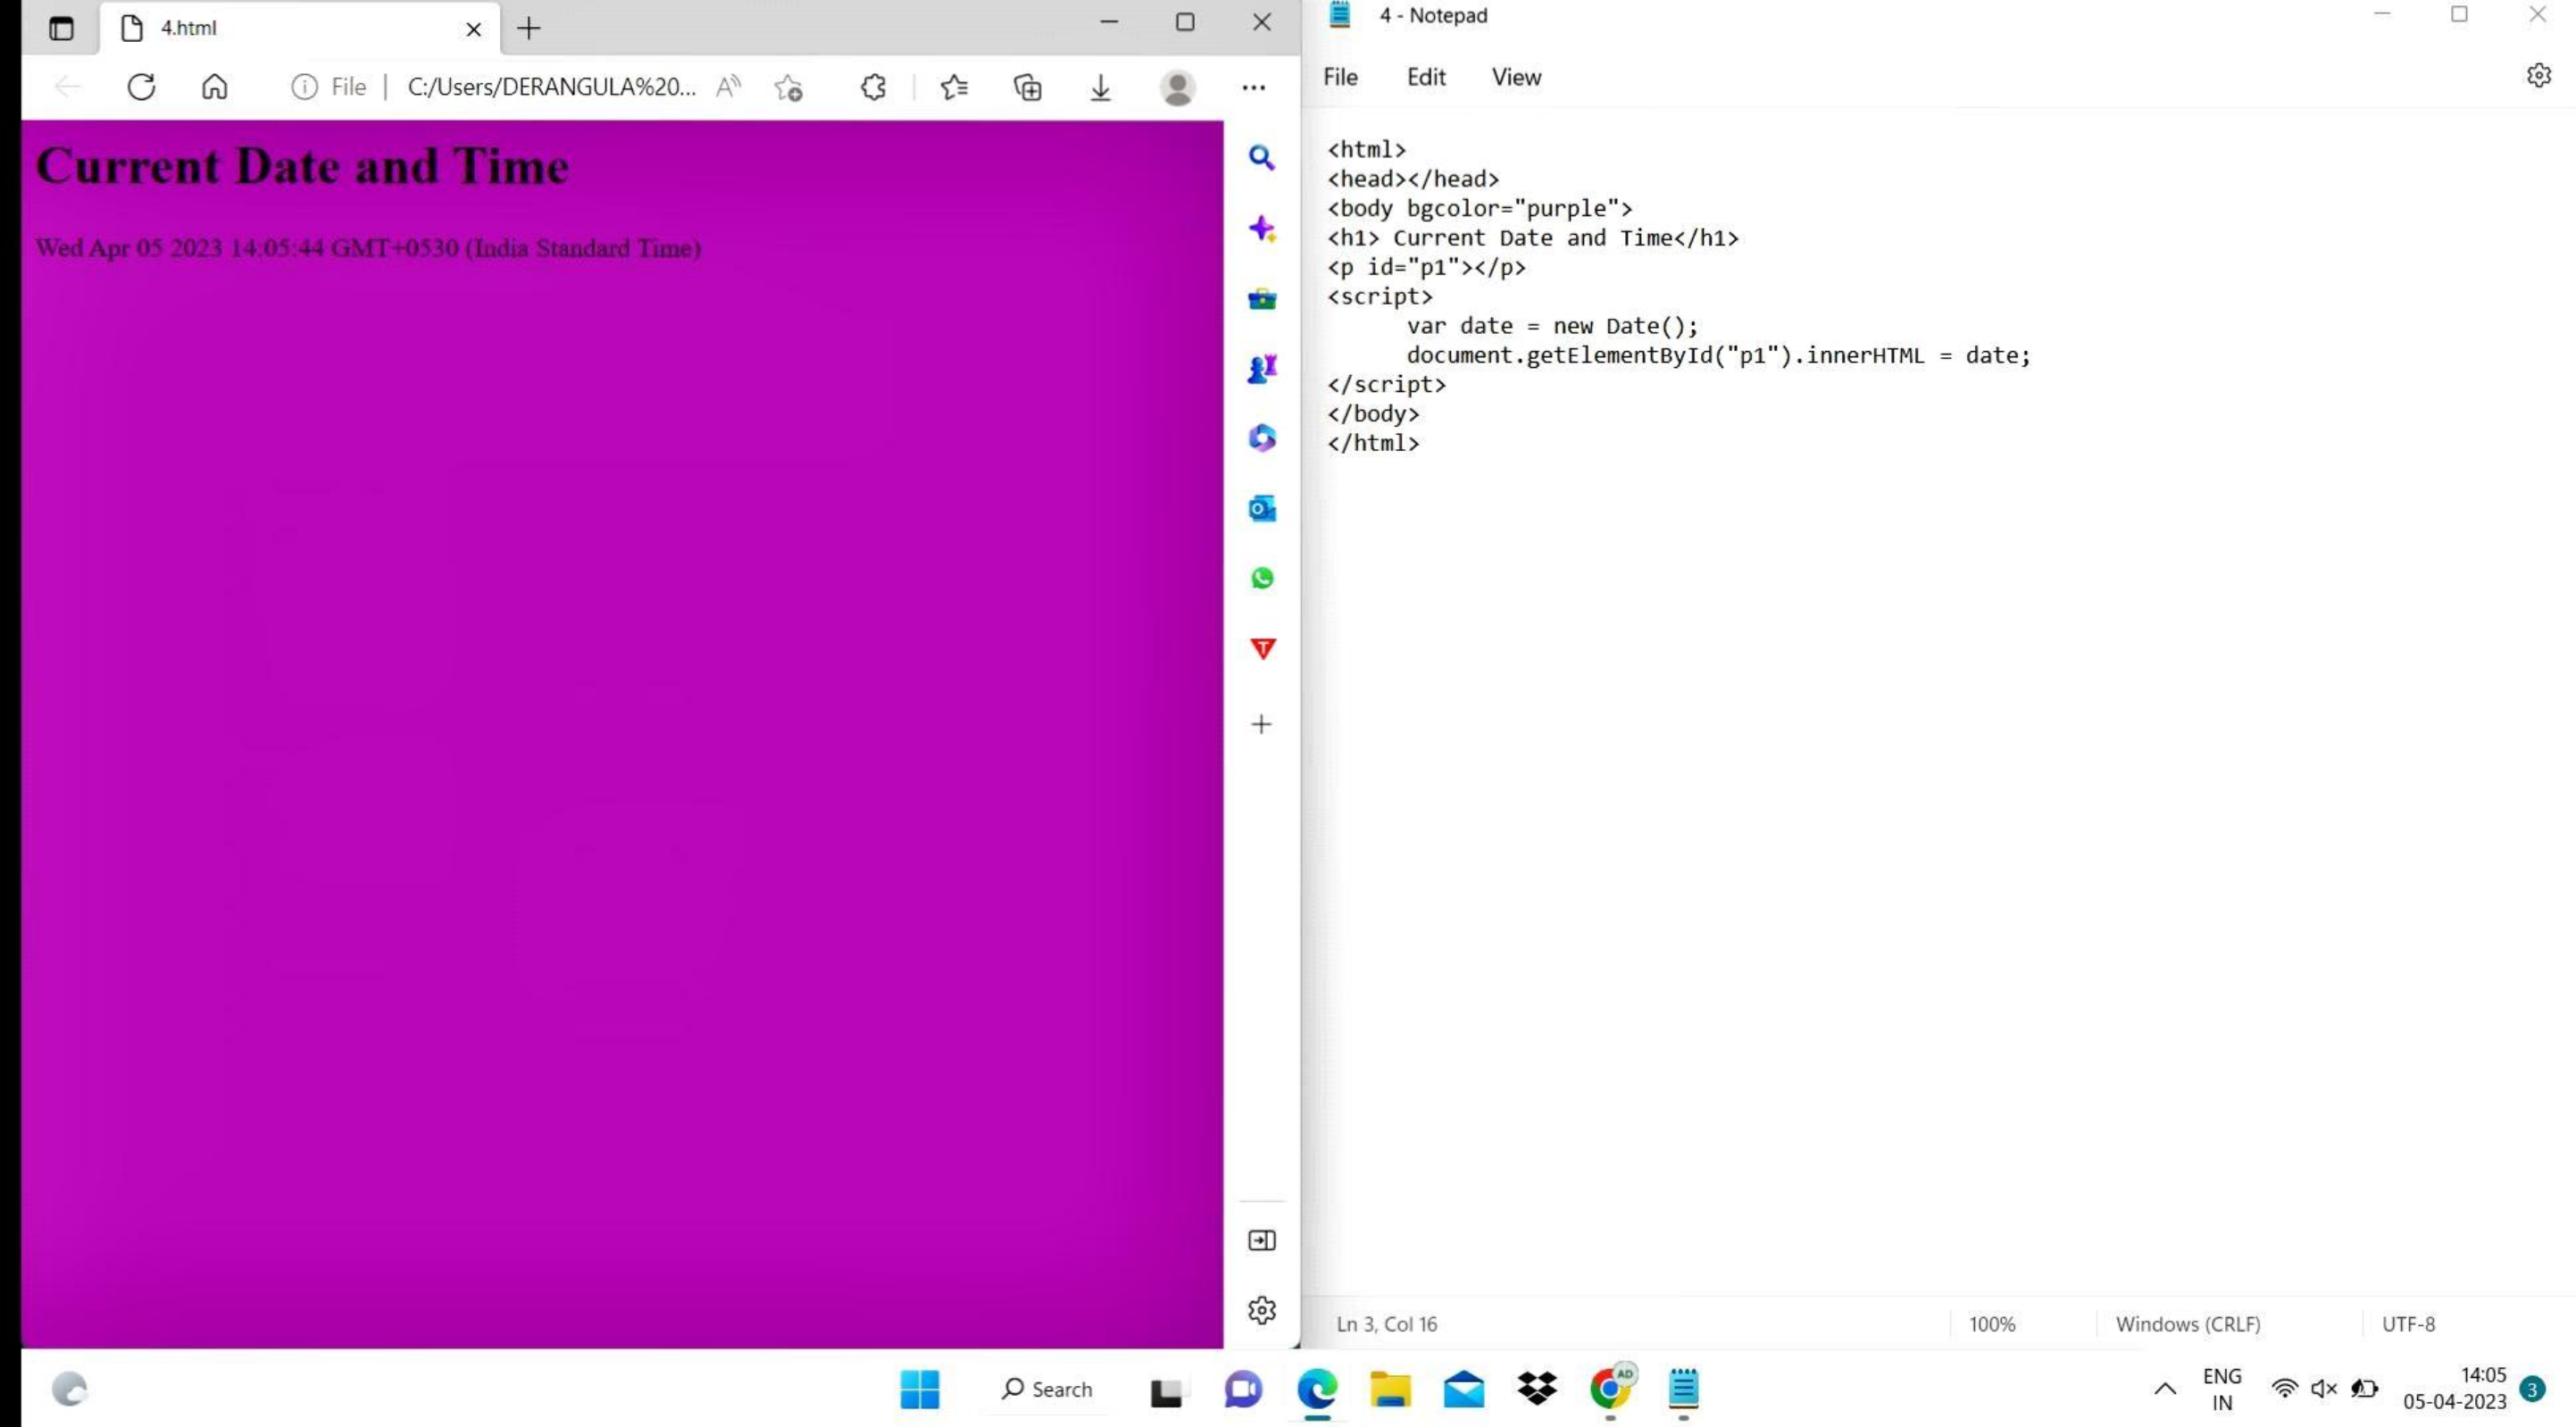 4.html
File
C:/Users/DERANGULA%20...
Current Date and Time
Wed Apr 05 2023 14:05:44 GMT+0530 (India Standard Time)
4 - Notepad
File Edit View
<html>
<head></head>
<body bgcolor="purple">
<h1> Current Date and Time</h1>
<p id="p1"></p>
<script>
var date = new Date();
document.getElementById("p1").innerHTML = date;
</script>
</body>
</html>
Ln 3, Col 16
100%
Windows (CRLF)
UTF-8
Search
AD
ENG
IN
14:05
05-04-2023
3